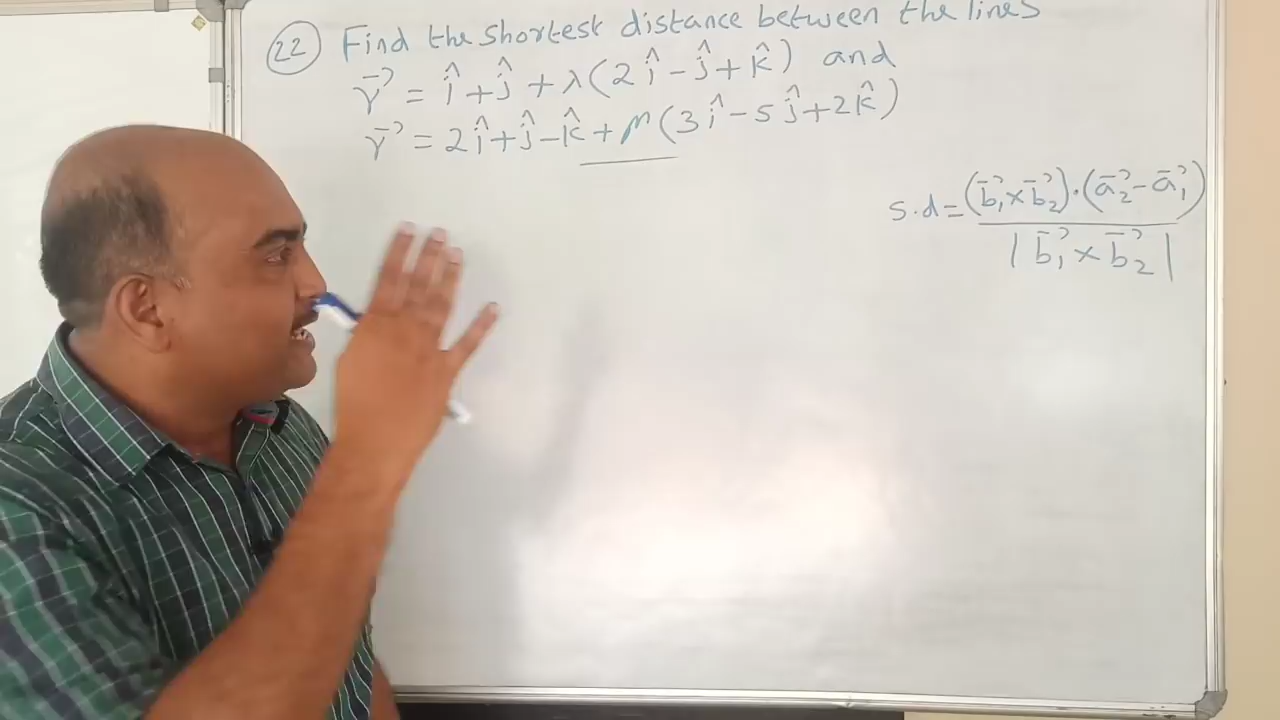 22 Find the shortest distance between the lines
r⃗ = î + ĵ + λ(2î − ĵ + k̂) and
r⃗ = 2î + ĵ − k̂ + μ(3î − 5ĵ + 2k̂)
S.d = (b⃗₁ × b⃗₂)·(a⃗₂ − a⃗₁) / |b⃗₁ × b⃗₂|